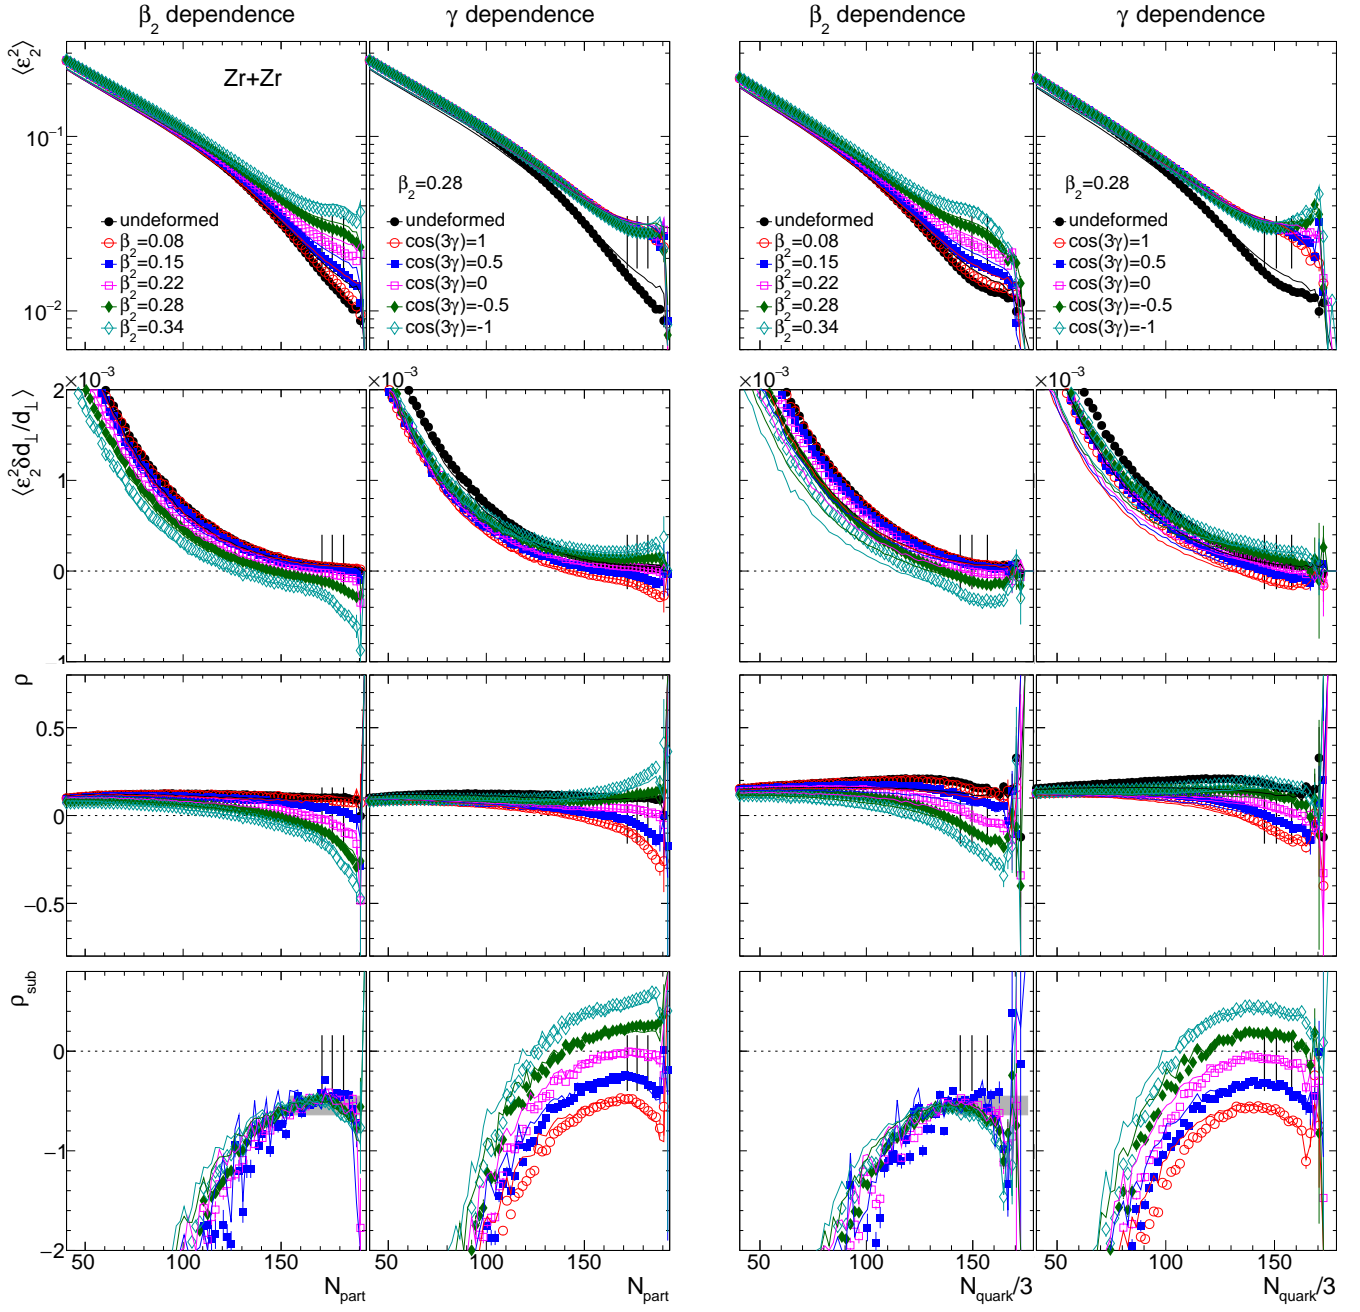 β₂ dependence γ dependence β₂ dependence γ dependence
⟨ε₂²⟩
Zr+Zr
10⁻¹
10⁻²
undeformed
β₂=0.08
β₂=0.15
β₂=0.22
β₂=0.28
β₂=0.34
β₂=0.28
undeformed
cos(3γ)=1
cos(3γ)=0.5
cos(3γ)=0
cos(3γ)=-0.5
cos(3γ)=-1
undeformed
β₂=0.08
β₂=0.15
β₂=0.22
β₂=0.28
β₂=0.34
β₂=0.28
undeformed
cos(3γ)=1
cos(3γ)=0.5
cos(3γ)=0
cos(3γ)=-0.5
cos(3γ)=-1
×10⁻³ ×10⁻³ ×10⁻³ ×10⁻³
⟨ε₂²δd⊥/d⊥⟩
2
1
0
ρ
0.5
0
−0.5
ρsub
0
−1
−2
50 100 150 50 100 150 50 100 150 50 100 150
Npart Npart Nquark/3 Nquark/3